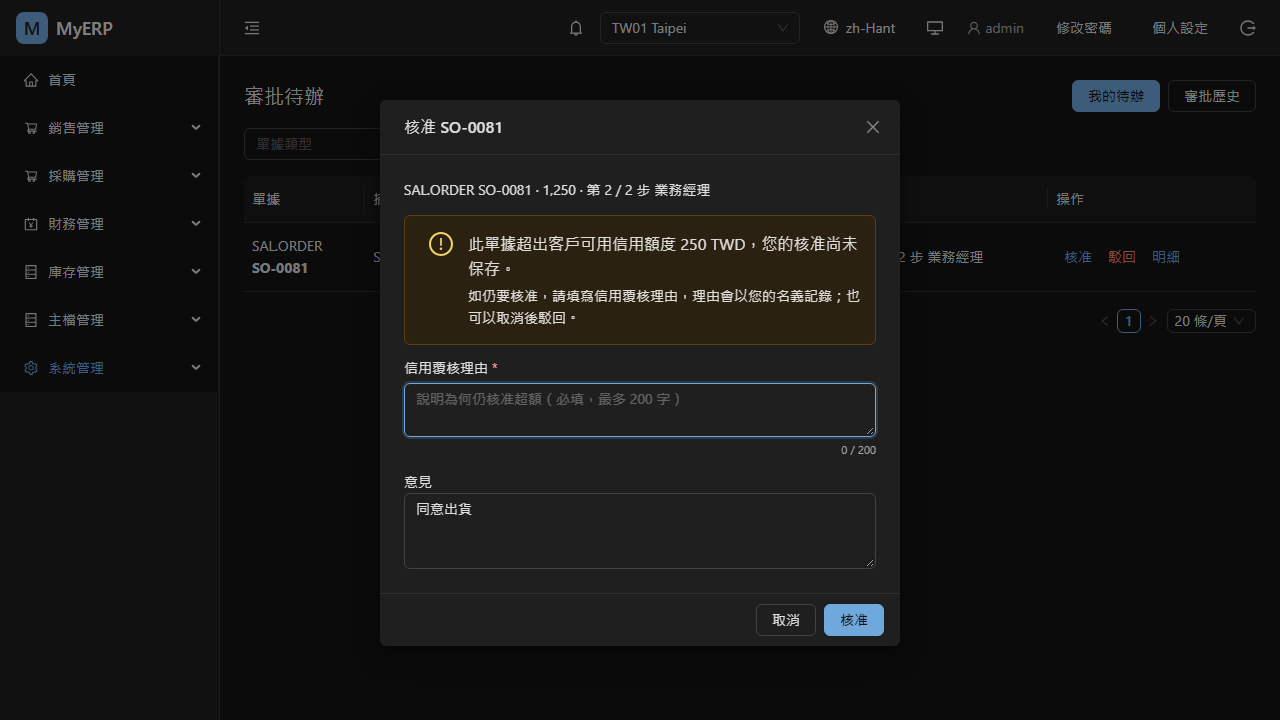 M MyERP
TW01 Taipei
zh-Hant
admin
修改密碼
個人設定
首頁
銷售管理
採購管理
財務管理
庫存管理
主檔管理
系統管理
審批待辦
我的待辦
審批歷史
單據類型
單據
操作
SALORDER
SO-0081
2 步 業務經理
核准
駁回
明細
1
20 條/頁
核准 SO-0081
SALORDER SO-0081 · 1,250 · 第 2 / 2 步 業務經理
此單據超出客戶可用信用額度 250 TWD，您的核准尚未
保存。
如仍要核准，請填寫信用覆核理由，理由會以您的名義記錄；也
可以取消後駁回。
信用覆核理由 *
說明為何仍核准超額（必填，最多 200 字）
0 / 200
意見
同意出貨
取消
核准